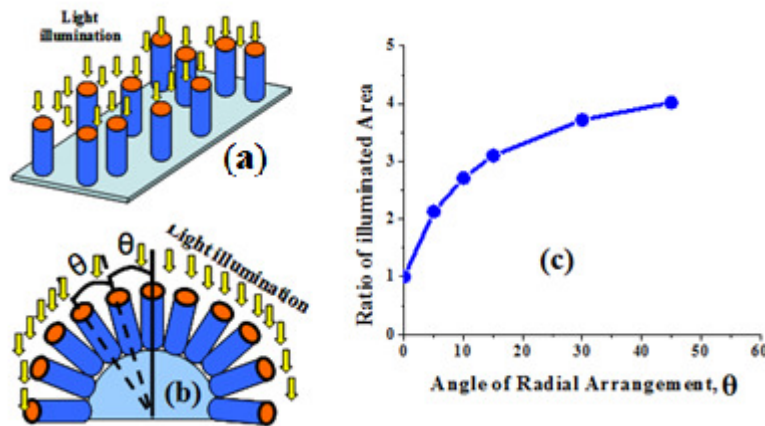 Light
illumination
(a)
θ
θ
Light illumination
(b)
Ratio of illuminated Area
5
4
3
2
1
0
(c)
0
10
20
30
40
50
60
Angle of Radial Arrangement, θ